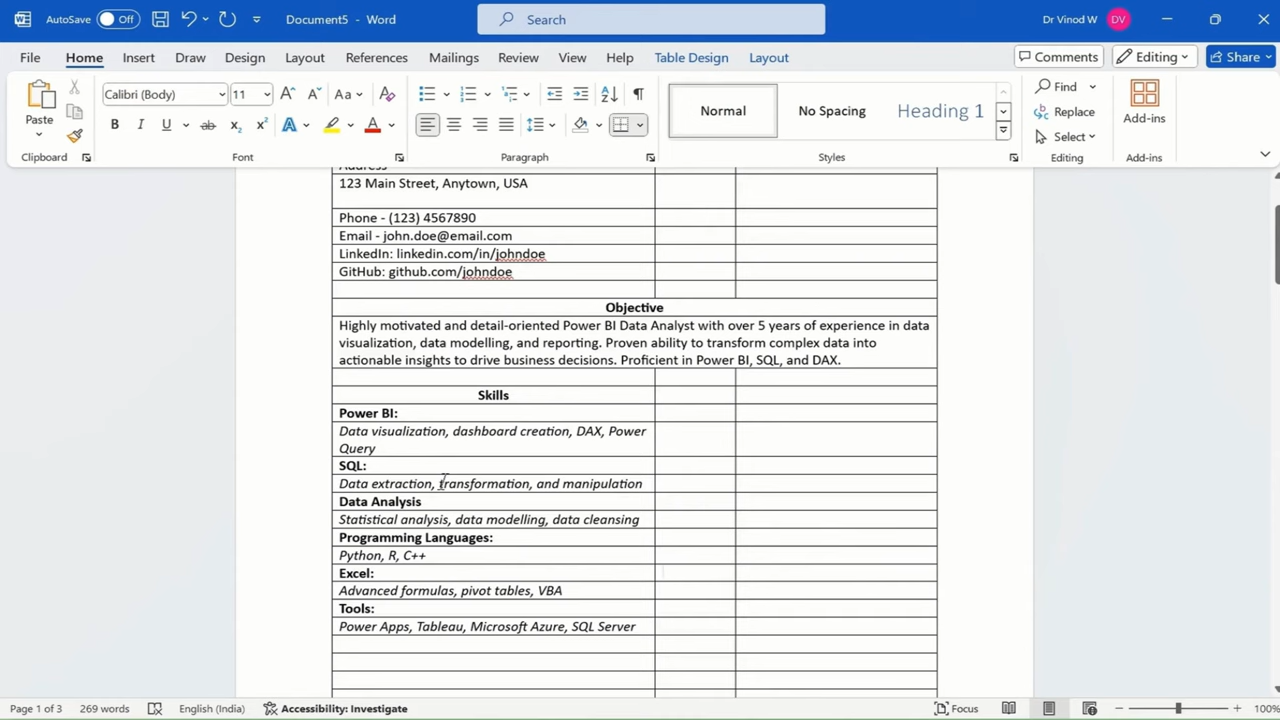 AutoSave Off Document5 - Word Search Dr Vinod W DV
File Home Insert Draw Design Layout References Mailings Review View Help Table Design Layout Comments Editing Share
Calibri (Body) 11 Aa Normal No Spacing Heading 1 Find
Paste Replace
B I U ab x₂ x² A A Select Add-ins
Clipboard Font Paragraph Styles Editing Add-ins
Address
123 Main Street, Anytown, USA
Phone - (123) 4567890
Email - john.doe@email.com
LinkedIn: linkedin.com/in/johndoe
GitHub: github.com/johndoe
Objective
Highly motivated and detail-oriented Power BI Data Analyst with over 5 years of experience in data
visualization, data modelling, and reporting. Proven ability to transform complex data into
actionable insights to drive business decisions. Proficient in Power BI, SQL, and DAX.
Skills
Power BI:
Data visualization, dashboard creation, DAX, Power
Query
SQL:
Data extraction, transformation, and manipulation
Data Analysis
Statistical analysis, data modelling, data cleansing
Programming Languages:
Python, R, C++
Excel:
Advanced formulas, pivot tables, VBA
Tools:
Power Apps, Tableau, Microsoft Azure, SQL Server
Page 1 of 3 269 words English (India) Accessibility: Investigate Focus 100%